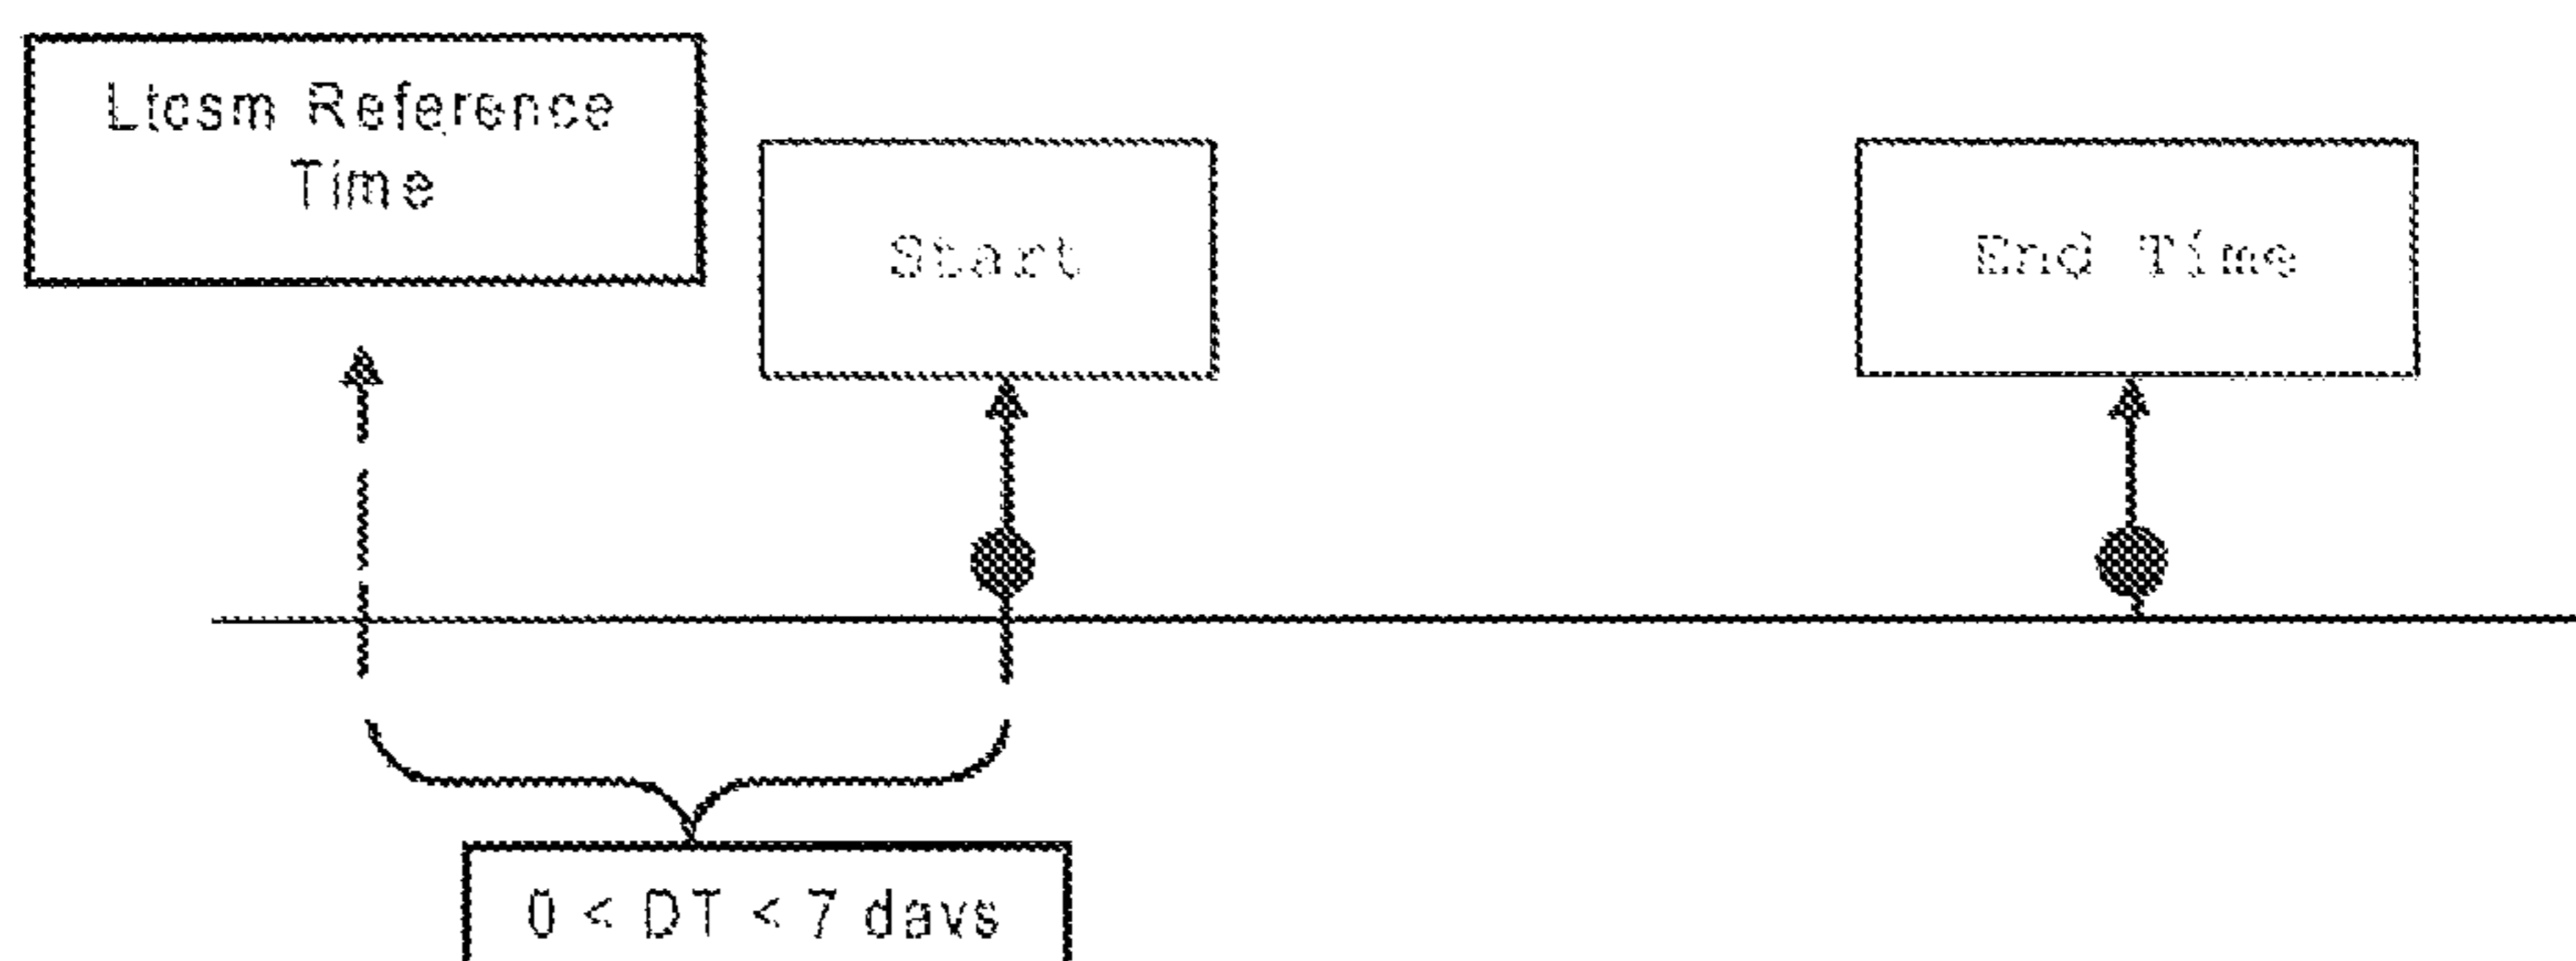 Ltcsm Reference
Time
Start
End Time
0 < DT < 7 days